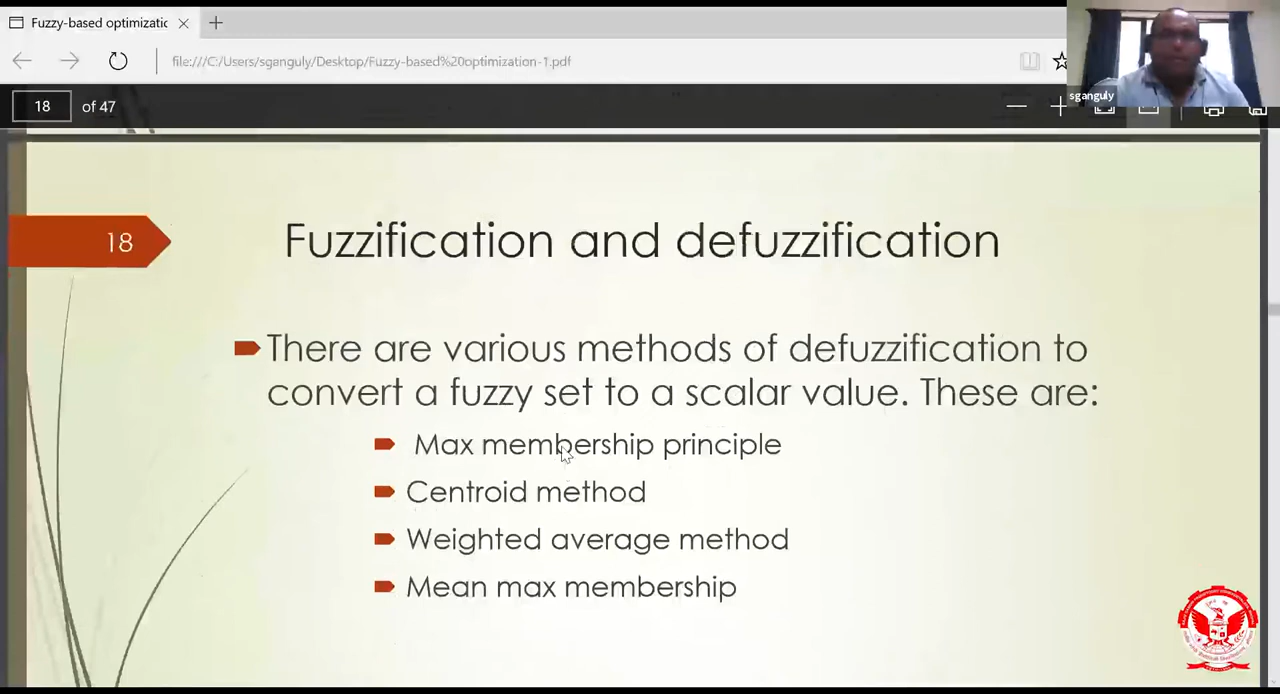 Fuzzy-based optimizatic
file:///C:/Users/sganguly/Desktop/Fuzzy-based%20optimization-1.pdf
sganguly
18 of 47
18
Fuzzification and defuzzification
There are various methods of defuzzification to
convert a fuzzy set to a scalar value. These are:
Max membership principle
Centroid method
Weighted average method
Mean max membership